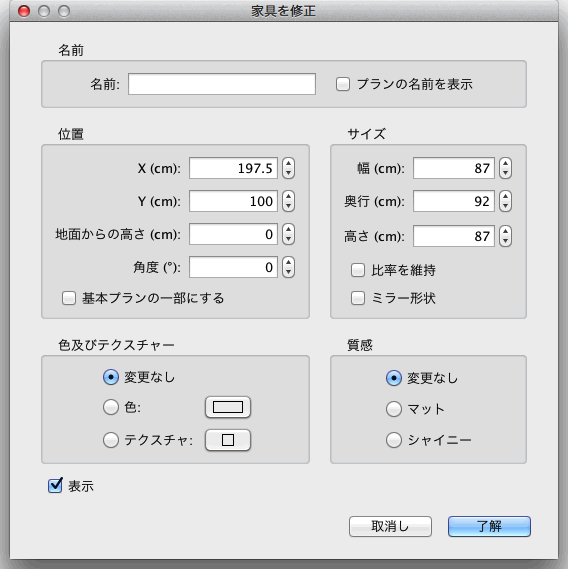 家具を修正
名前
名前: プランの名前を表示
位置
X (cm): 197.5
Y (cm): 100
地面からの高さ (cm): 0
角度 (°): 0
基本プランの一部にする
サイズ
幅 (cm): 87
奥行 (cm): 92
高さ (cm): 87
比率を維持
ミラー形状
色及びテクスチャー
変更なし
色:
テクスチャ:
質感
変更なし
マット
シャイニー
表示
取消し 了解